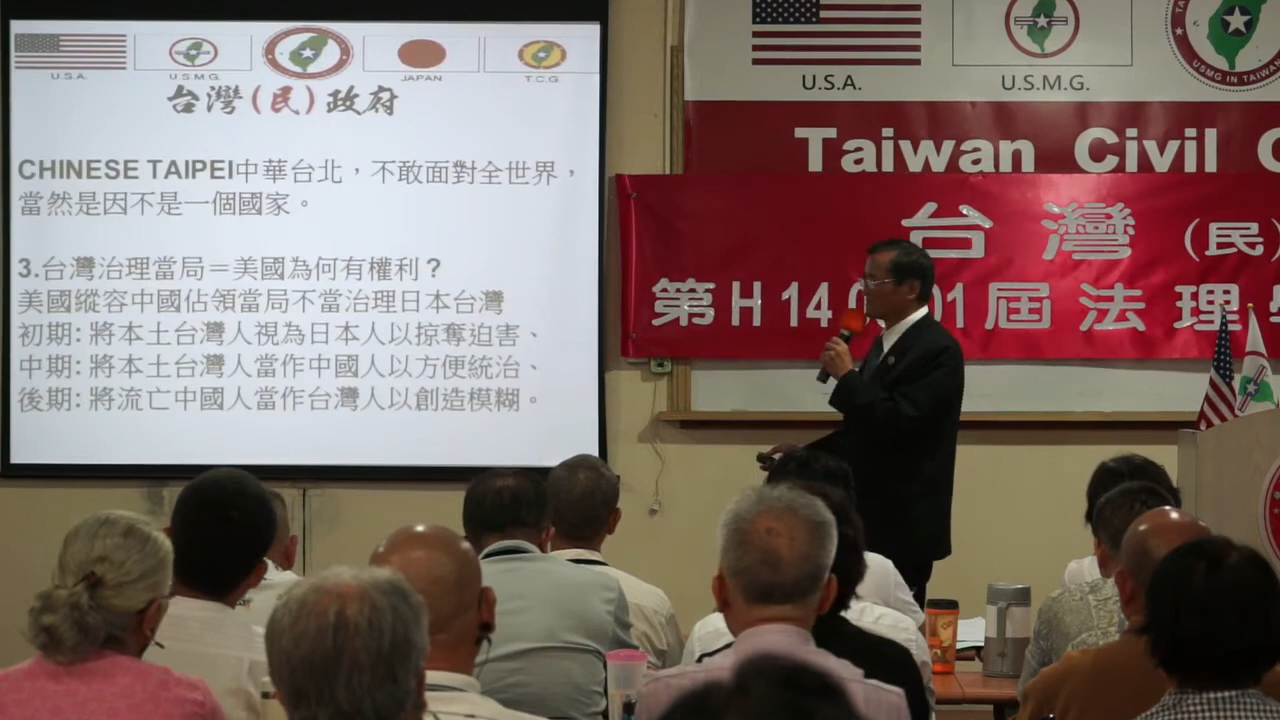 U.S.A.
U.S.M.G.
JAPAN
T.C.G
台灣(民)政府
CHINESE TAIPEI中華台北，不敢面對全世界，
當然是因不是一個國家。
3.台灣治理當局＝美國為何有權利？
美國縱容中國佔領當局不當治理日本台灣
初期: 將本土台灣人視為日本人以掠奪迫害、
中期: 將本土台灣人當作中國人以方便統治、
後期: 將流亡中國人當作台灣人以創造模糊。
U.S.A.
U.S.M.G.
USMG IN TAIWAN
Taiwan Civil
台灣(民)
第H14 01屆法理